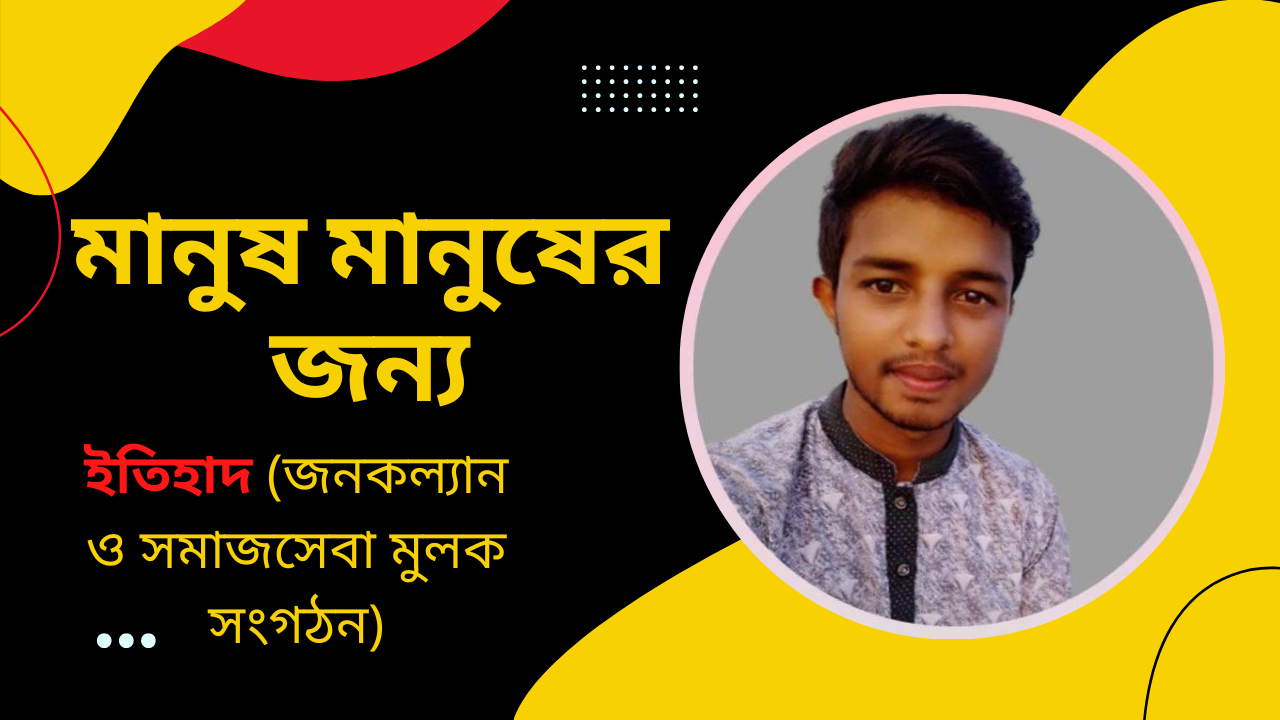 মানুষ মানুষের
জন্য
ইতিহাদ (জনকল্যান
ও সমাজসেবা মুলক
সংগঠন)